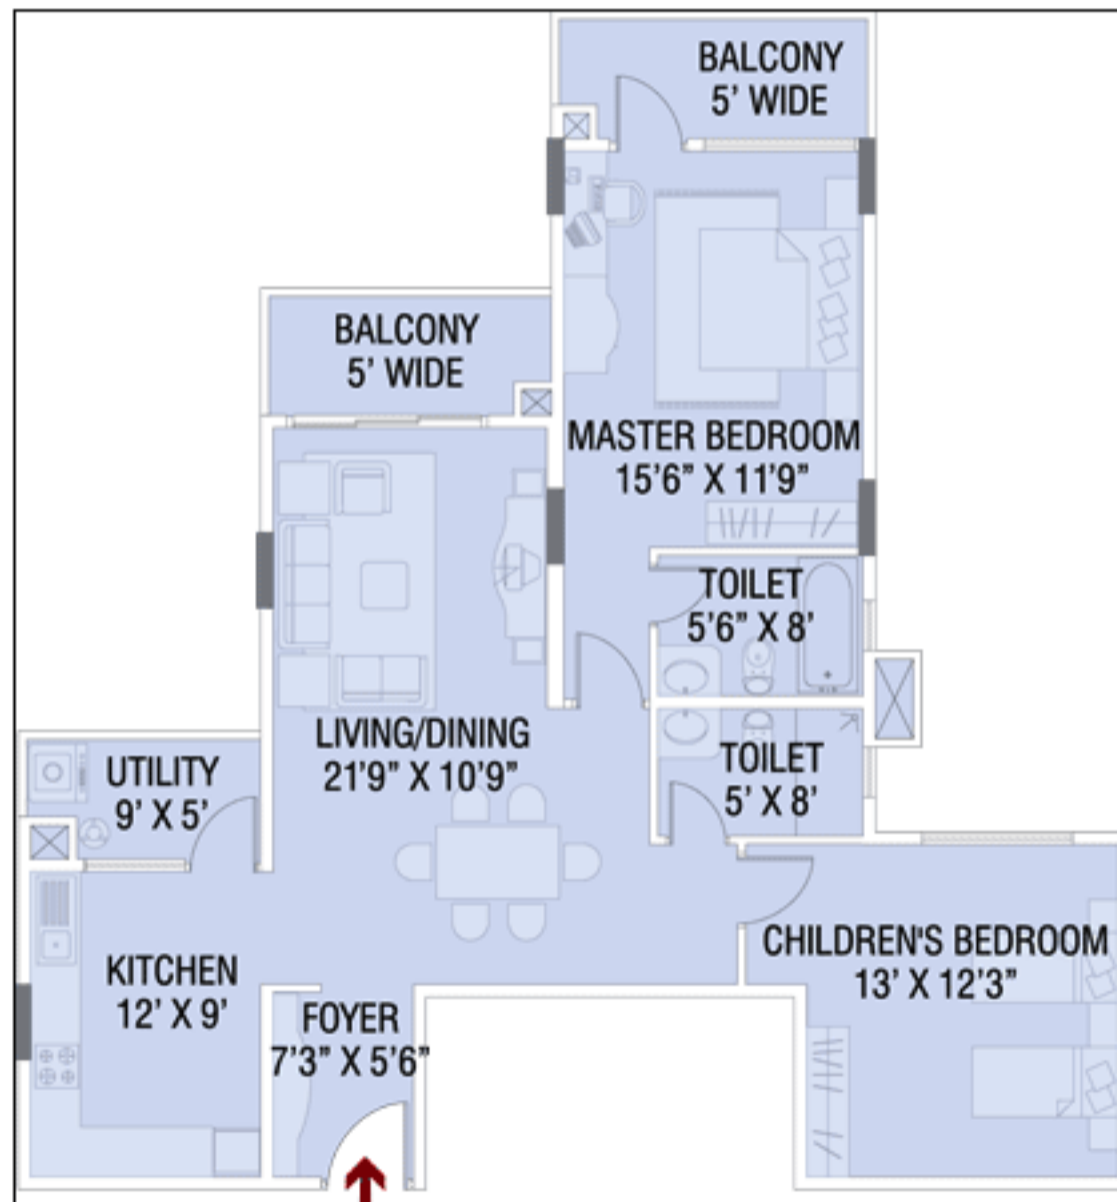 BALCONY
5’ WIDE
BALCONY
5’ WIDE
MASTER BEDROOM
15’6” X 11’9”
TOILET
5’6” X 8’
LIVING/DINING
21’9” X 10’9”
TOILET
5’ X 8’
UTILITY
9’ X 5’
CHILDREN'S BEDROOM
13’ X 12’3”
KITCHEN
12’ X 9’
FOYER
7’3” X 5’6”